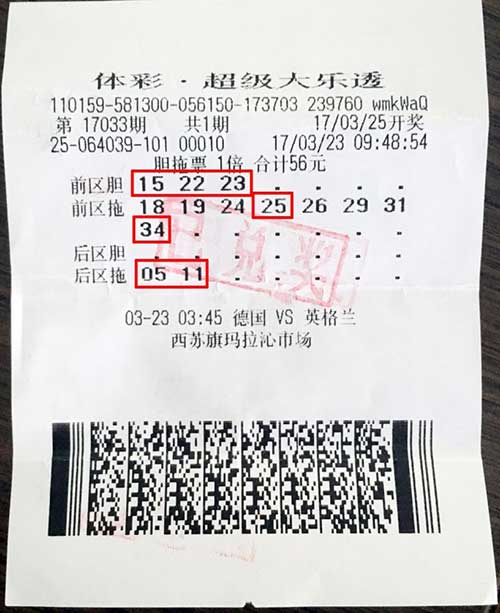 体彩·超级大乐透
110159-581300-056150-173703 239760 wmkWaQ
第 17033期 共1期 17/03/25开奖
25-064039-101 00010 17/03/23 09:48:54
胆拖票 1倍 合计56元
前区胆 15 22 23 . . . .
前区拖 18 19 24 25 26 29 31
34 . . . . . .
后区胆 . . . . . . .
后区拖 05 11 . . . . .
已兑奖
03-23 03:45 德国 VS 英格兰
西苏旗玛拉沁市场